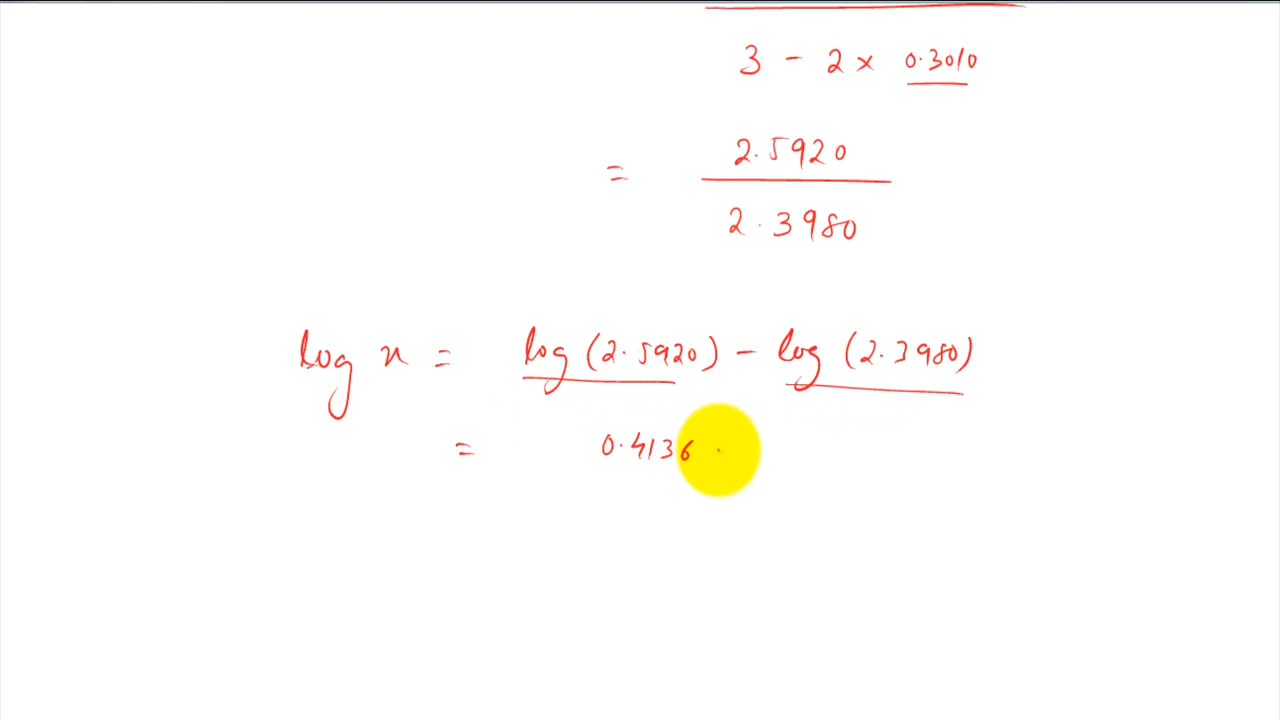 3 - 2 × 0.3010
= 2.5920
2.3980
log x = log (2.5920) - log (2.3980)
= 0.4136